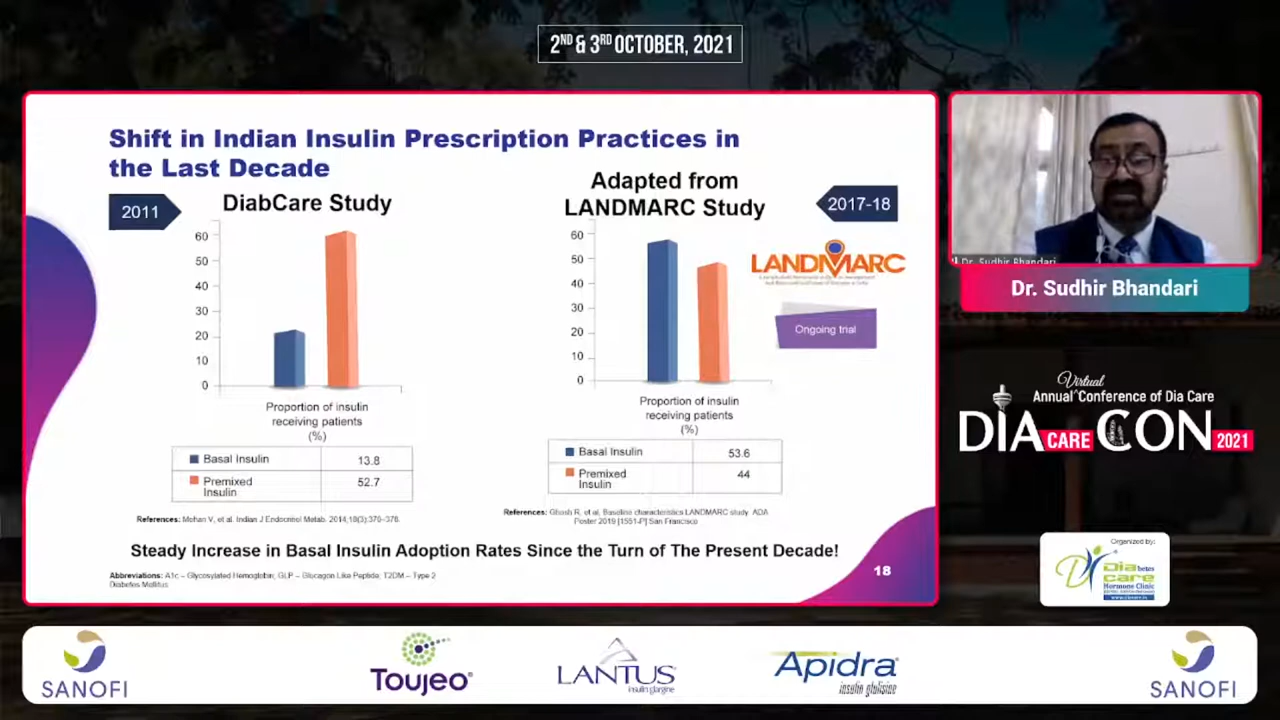 2ND & 3RD OCTOBER, 2021
Shift in Indian Insulin Prescription Practices in
the Last Decade
2011
DiabCare Study
60
50
40
30
20
10
0
Proportion of insulin
receiving patients
(%)
Basal Insulin 13.8
Premixed 52.7
Insulin
References: Mohan V, et al. Indian J Endocrinol Metab. 2014;18(3):370–378.
Adapted from
LANDMARC Study
2017-18
60
50
40
30
20
10
0
LANDMARC
Ongoing trial
Proportion of insulin
receiving patients
(%)
Basal Insulin 53.6
Premixed 44
Insulin
References: Ghosh R, et al. Baseline characteristics LANDMARC study. ADA
Poster 2019 [1551-P] San Francisco
Steady Increase in Basal Insulin Adoption Rates Since the Turn of The Present Decade!
Abbreviations: A1c – Glycosylated Hemoglobin; GLP – Glucagon Like Peptide; T2DM – Type 2
Diabetes Mellitus
18
Dr. Sudhir Bhandari
Dr. Sudhir Bhandari
Virtual
Annual Conference of Dia Care
DIA CARE CON 2021
Organized by:
Diabetes
care
Hormone Clinic
SANOFI
Toujeo
LANTUS
insulin glargine
Apidra
insulin glulisine
SANOFI